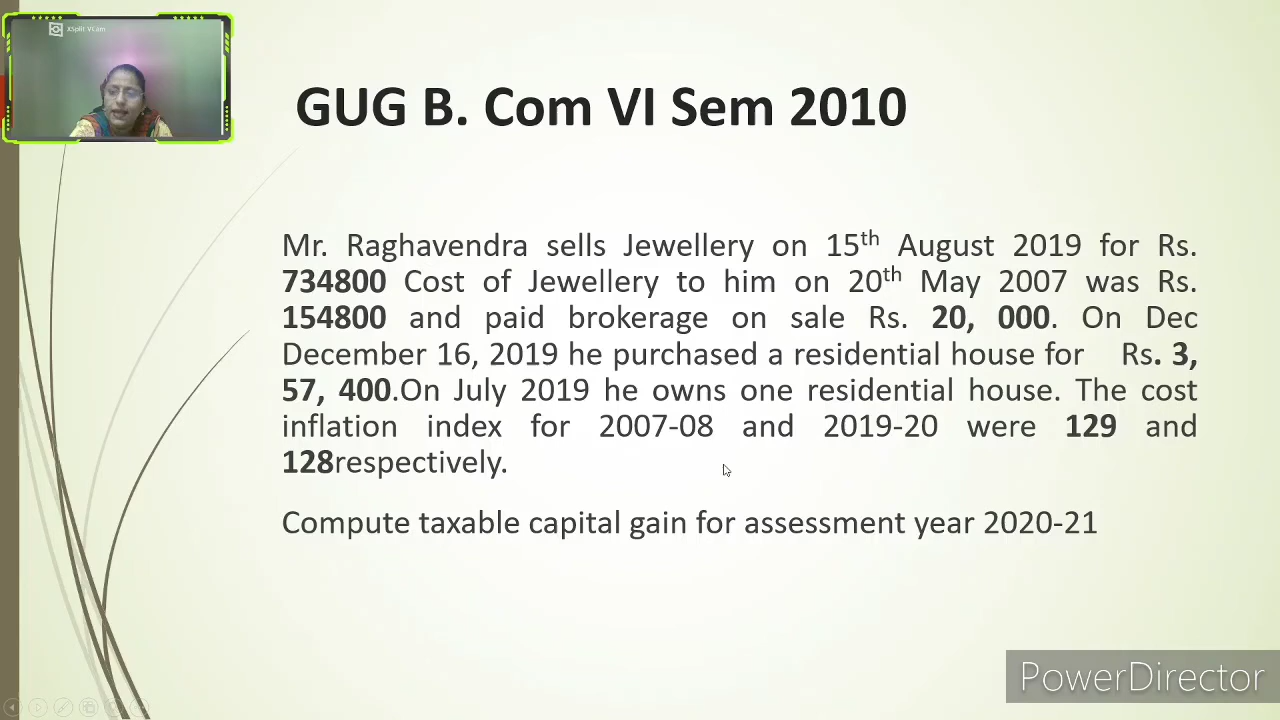 XSplit VCam
GUG B. Com VI Sem 2010
Mr. Raghavendra sells Jewellery on 15th August 2019 for Rs.
734800 Cost of Jewellery to him on 20th May 2007 was Rs.
154800 and paid brokerage on sale Rs. 20, 000. On Dec
December 16, 2019 he purchased a residential house for Rs. 3,
57, 400.On July 2019 he owns one residential house. The cost
inflation index for 2007-08 and 2019-20 were 129 and
128respectively.
Compute taxable capital gain for assessment year 2020-21
PowerDirector